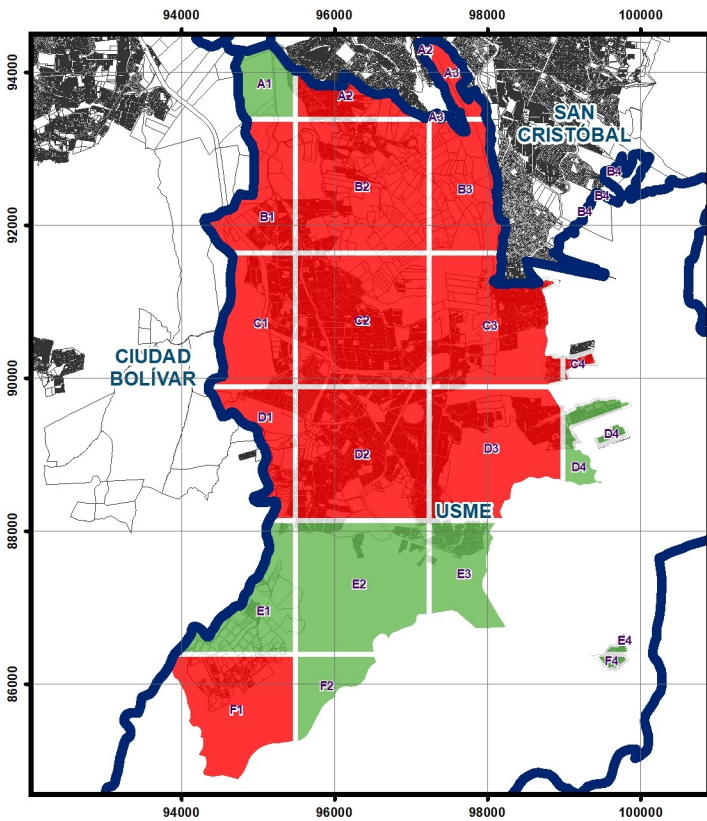 94000 96000 98000 100000
94000
92000
90000
88000
86000
A2
A1
A3
A2
A3
SAN
CRISTÓBAL
B4
B2
B3
B4
B1
B4
C1
C2
C3
CIUDAD
BOLÍVAR
C4
D1
D4
D2
D3
D4
USME
E2
E3
E1
E4
F4
F2
F1
94000 96000 98000 100000